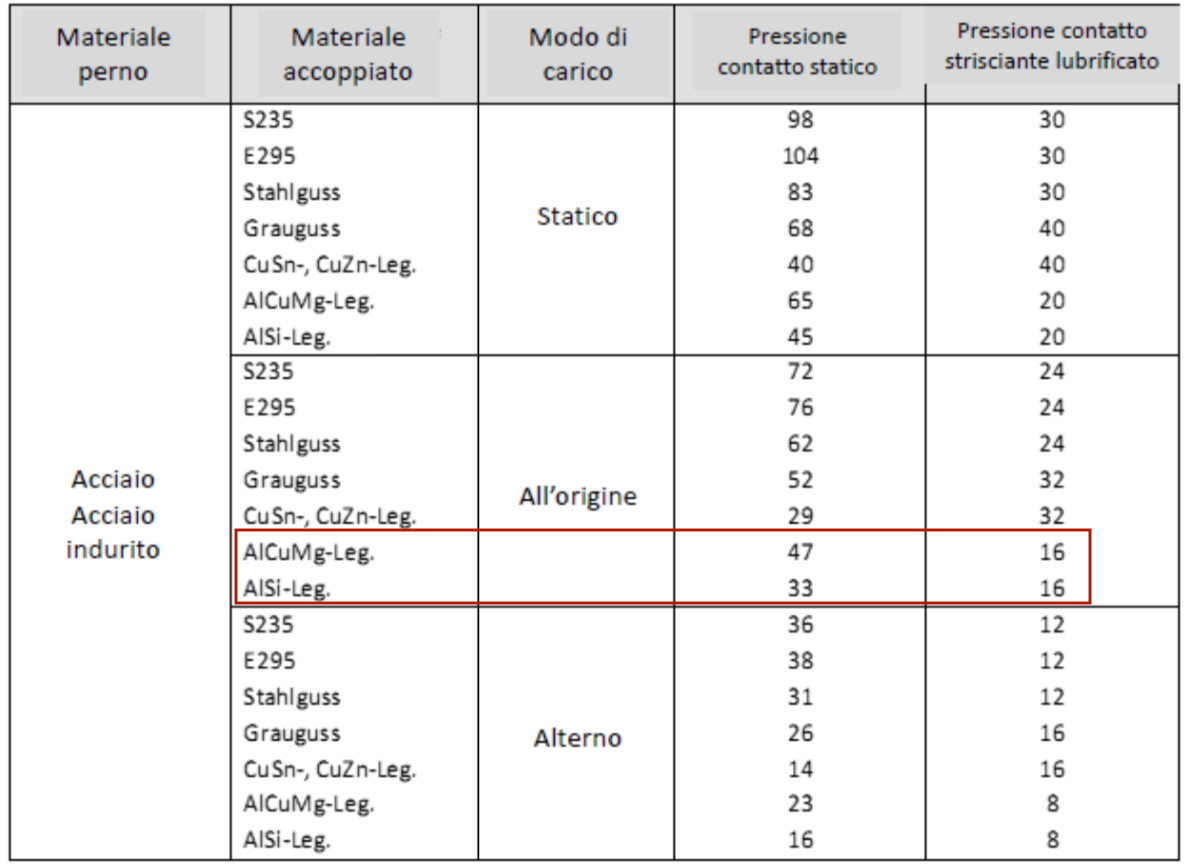 Materiale perno
Materiale accoppiato
Modo di carico
Pressione contatto statico
Pressione contatto strisciante lubrificato
Acciaio
Acciaio
indurito
Statico
S235 98 30
E295 104 30
Stahlguss 83 30
Grauguss 68 40
CuSn-, CuZn-Leg. 40 40
AlCuMg-Leg. 65 20
AlSi-Leg. 45 20
All'origine
S235 72 24
E295 76 24
Stahlguss 62 24
Grauguss 52 32
CuSn-, CuZn-Leg. 29 32
AlCuMg-Leg. 47 16
AlSi-Leg. 33 16
Alterno
S235 36 12
E295 38 12
Stahlguss 31 12
Grauguss 26 16
CuSn-, CuZn-Leg. 14 16
AlCuMg-Leg. 23 8
AlSi-Leg. 16 8